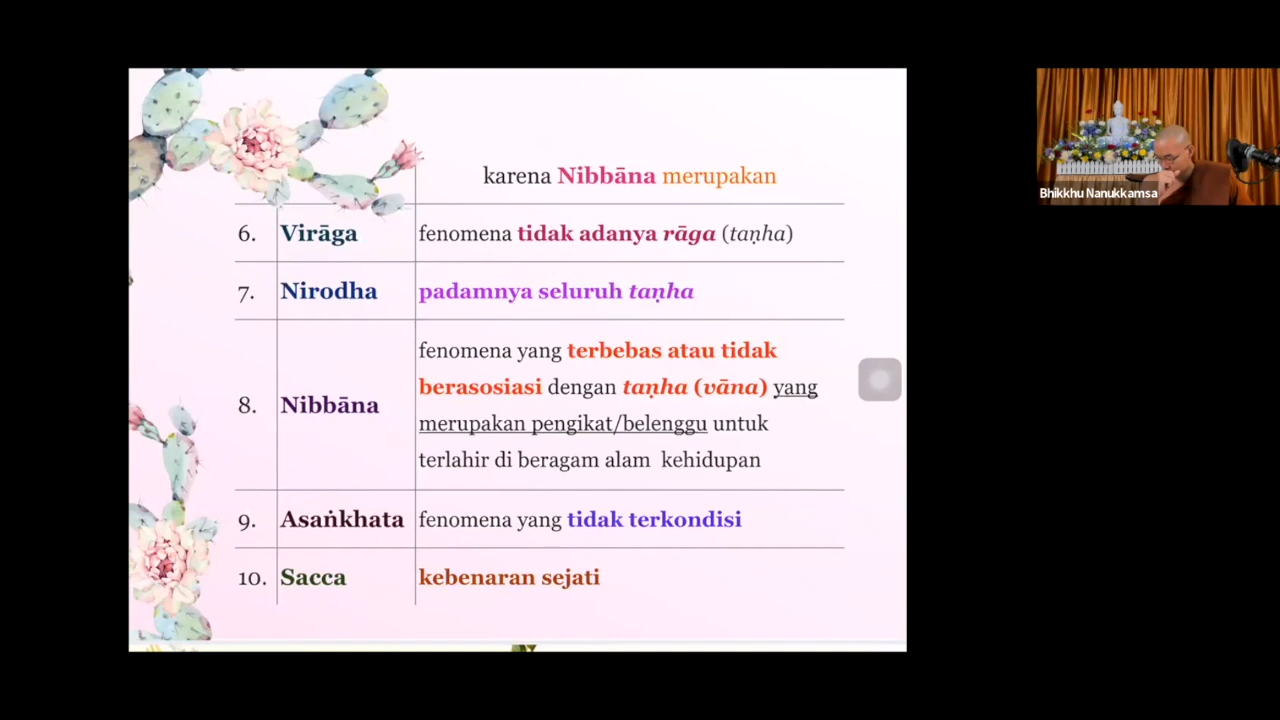 karena Nibbāna merupakan
6. Virāga fenomena tidak adanya rāga (taṇha)
7. Nirodha padamnya seluruh taṇha
fenomena yang terbebas atau tidak
berasosiasi dengan taṇha (vāna) yang
8. Nibbāna merupakan pengikat/belenggu untuk
terlahir di beragam alam kehidupan
9. Asaṅkhata fenomena yang tidak terkondisi
10. Sacca kebenaran sejati
Bhikkhu Nanukkamsa